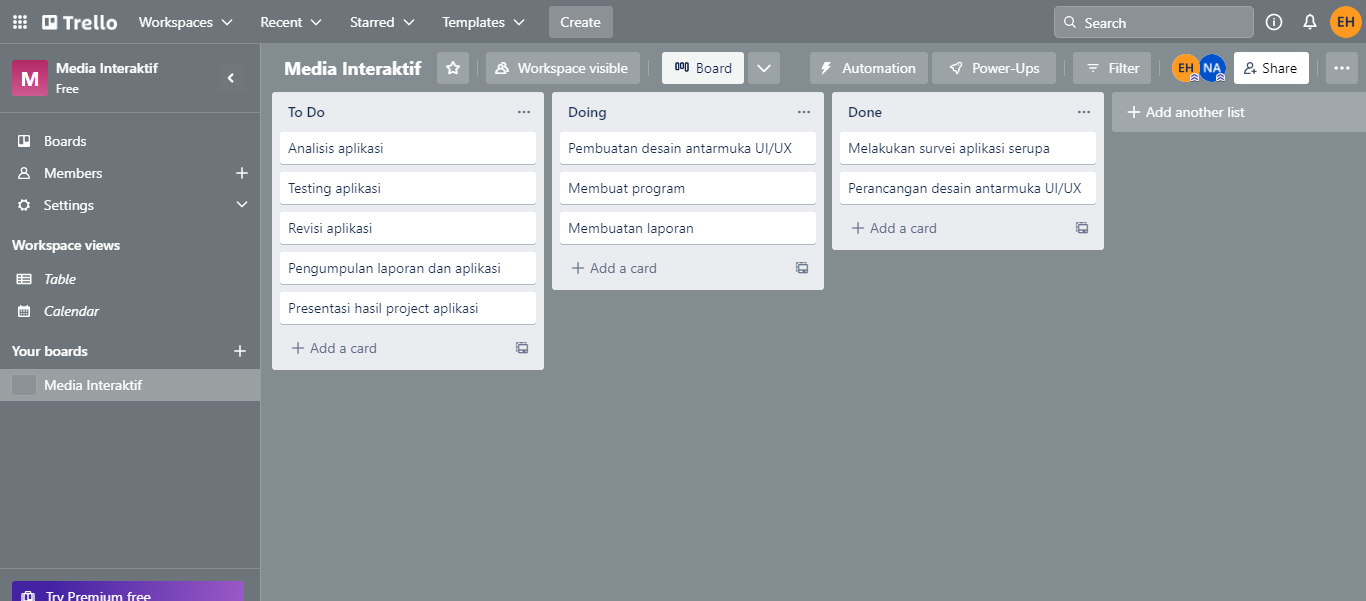 Trello Workspaces Recent Starred Templates Create Search EH
M Media Interaktif
Free
Boards
Members
Settings
Workspace views
Table
Calendar
Your boards
Media Interaktif
Try Premium free
Media Interaktif Workspace visible Board Automation Power-Ups Filter EH NA Share
To Do
Analisis aplikasi
Testing aplikasi
Revisi aplikasi
Pengumpulan laporan dan aplikasi
Presentasi hasil project aplikasi
Add a card
Doing
Pembuatan desain antarmuka UI/UX
Membuat program
Membuatan laporan
Add a card
Done
Melakukan survei aplikasi serupa
Perancangan desain antarmuka UI/UX
Add a card
Add another list